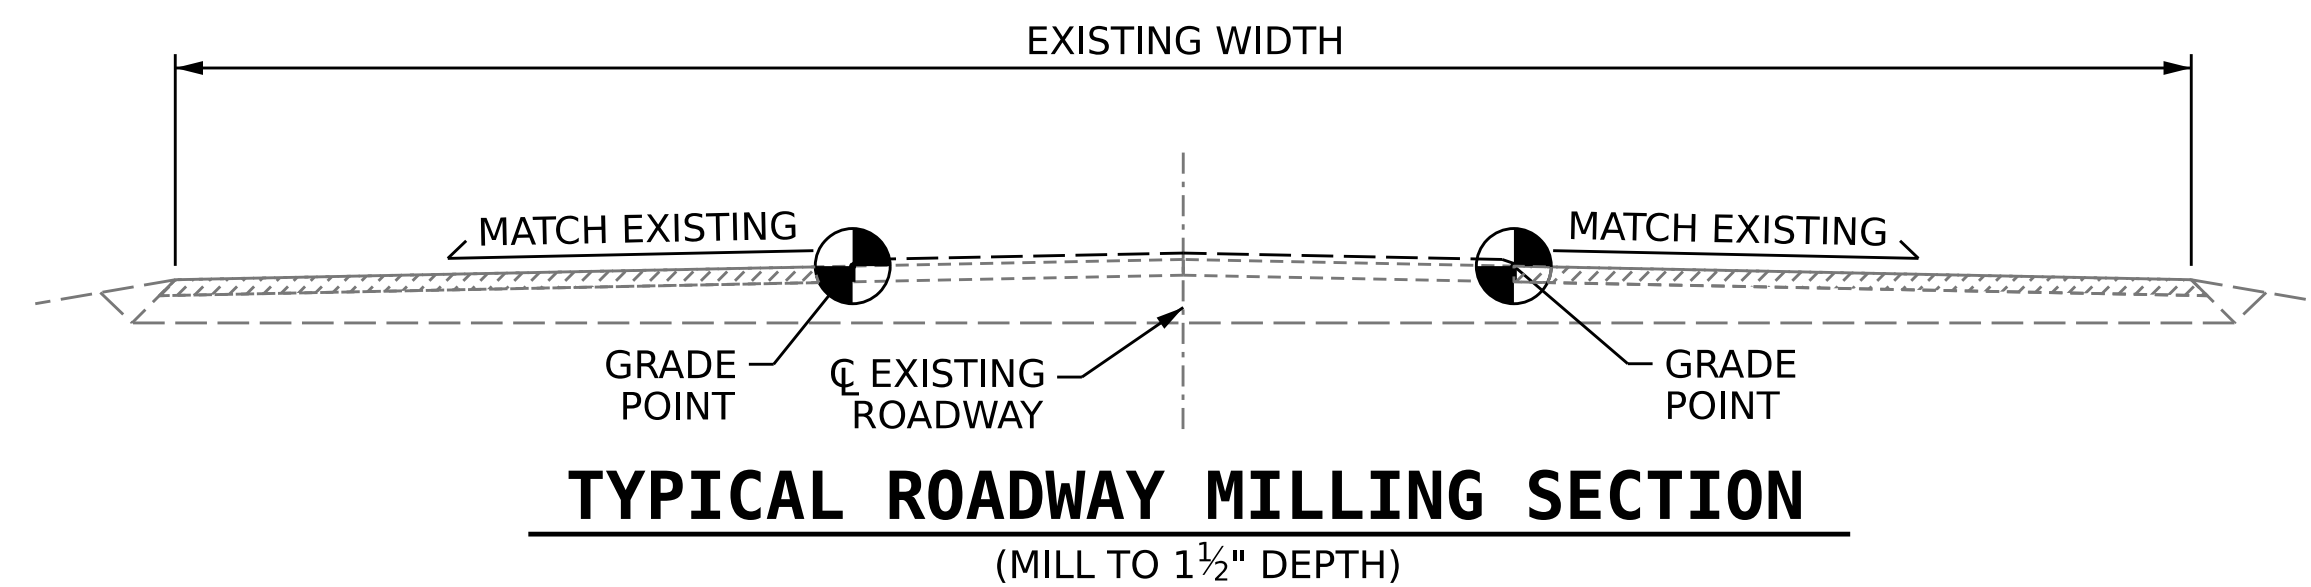 EXISTING WIDTH
MATCH EXISTING
MATCH EXISTING
GRADE
POINT
℄ EXISTING
ROADWAY
GRADE
POINT
TYPICAL ROADWAY MILLING SECTION
(MILL TO 1½" DEPTH)